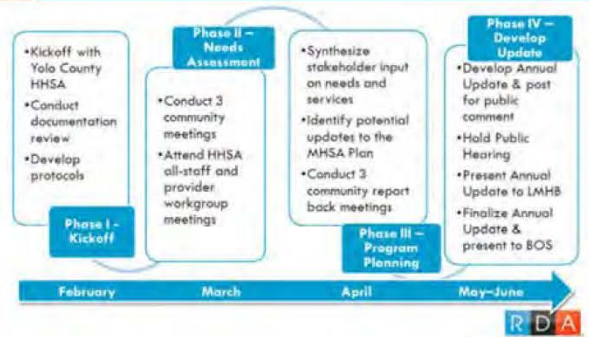 •Kickoff with
Yolo County
HHSA
•Conduct
documentation
review
•Develop
protocols
Phase I -
Kickoff
Phase II –
Needs
Assessment
•Conduct 3
community
meetings
•Attend HHSA
all-staff and
provider
workgroup
meetings
•Synthesize
stakeholder input
on needs and
services
•Identify potential
updates to the
MHSA Plan
•Conduct 3
community report
back meetings
Phase III –
Program
Planning
Phase IV –
Develop
Update
•Develop Annual
Update & post
for public
comment
•Hold Public
Hearing
•Present Annual
Update to LMHB
•Finalize Annual
Update &
present to BOS
February
March
April
May–June
RDA